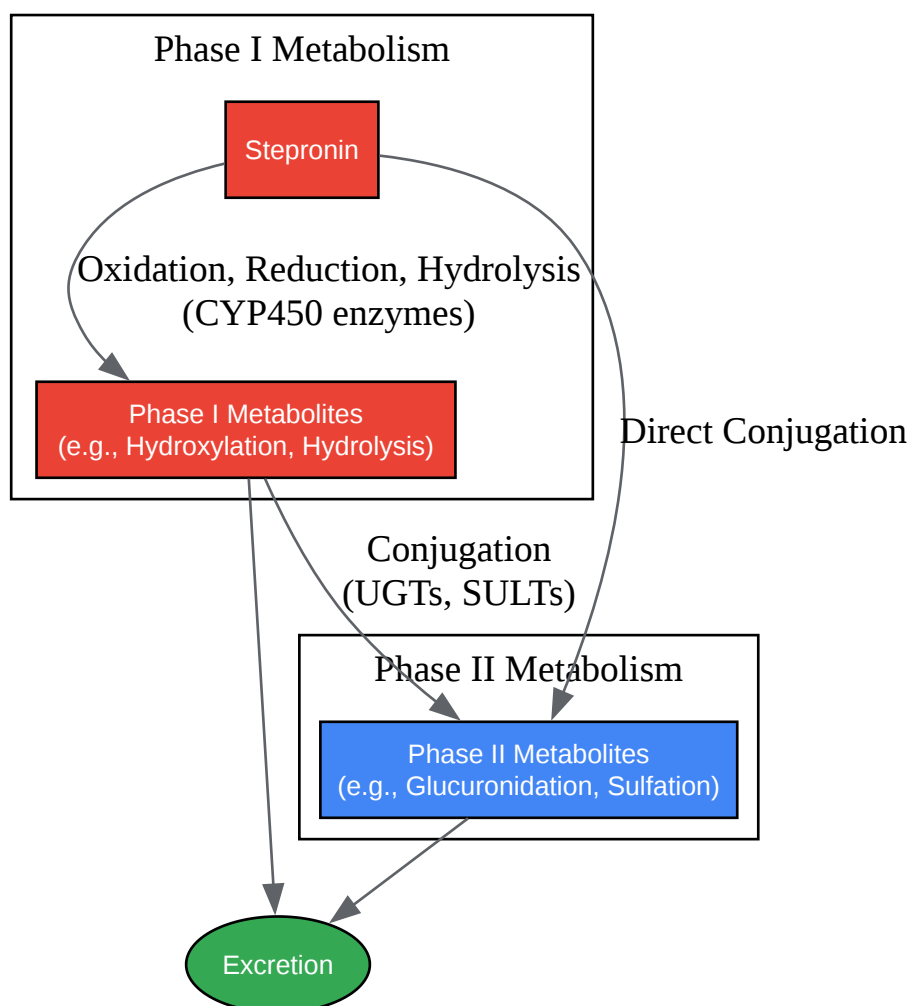 Phase I Metabolism
Stepronin
Oxidation, Reduction, Hydrolysis
(CYP450 enzymes)
Phase I Metabolites
(e.g., Hydroxylation, Hydrolysis)
Direct Conjugation
Conjugation
(UGTs, SULTs)
Phase II Metabolism
Phase II Metabolites
(e.g., Glucuronidation, Sulfation)
Excretion